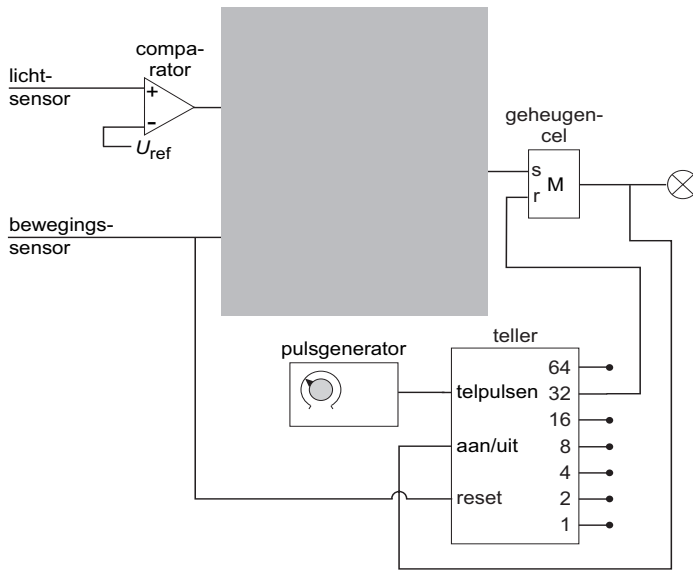 compa-
rator
licht-
sensor
+
-
Uref
geheugen-
cel
s
M
r
bewegings-
sensor
pulsgenerator
teller
64
telpulsen
32
16
aan/uit
8
4
reset
2
1